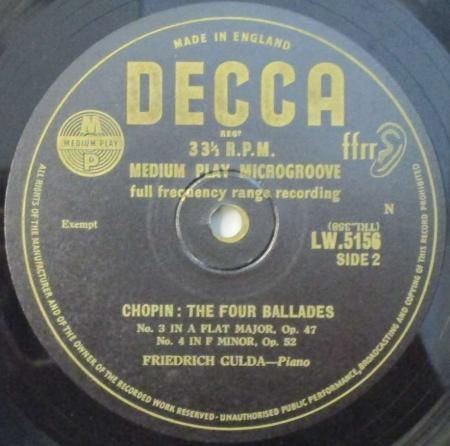 MADE IN ENGLAND
DECCA
REGD
33⅓ R.P.M.
MP
MEDIUM PLAY
ffrr
MEDIUM PLAY MICROGROOVE
full frequency range recording
Exempt
N
LW.5156
SIDE 2
CHOPIN: THE FOUR BALLADES
No. 3 IN A FLAT MAJOR, Op. 47
No. 4 IN F MINOR, Op. 52
FRIEDRICH GULDA—Piano
ALL RIGHTS OF THE MANUFACTURER AND OF THE OWNER OF THE RECORDED WORK RESERVED - UNAUTHORISED PUBLIC PERFORMANCE, BROADCASTING AND COPYING OF THIS RECORD PROHIBITED